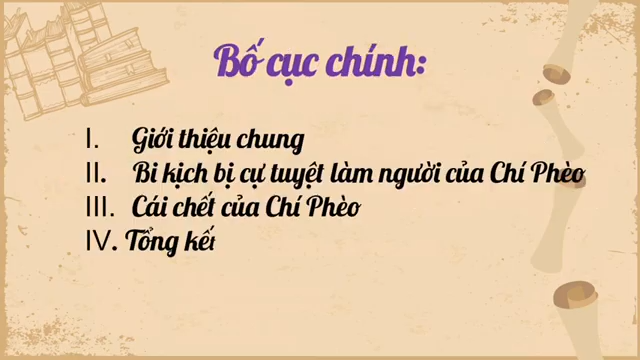 Bố cục chính:
I. Giới thiệu chung
II. Bi kịch bị cự tuyệt làm người của Chí Phèo
III. Cái chết của Chí Phèo
IV. Tổng kết